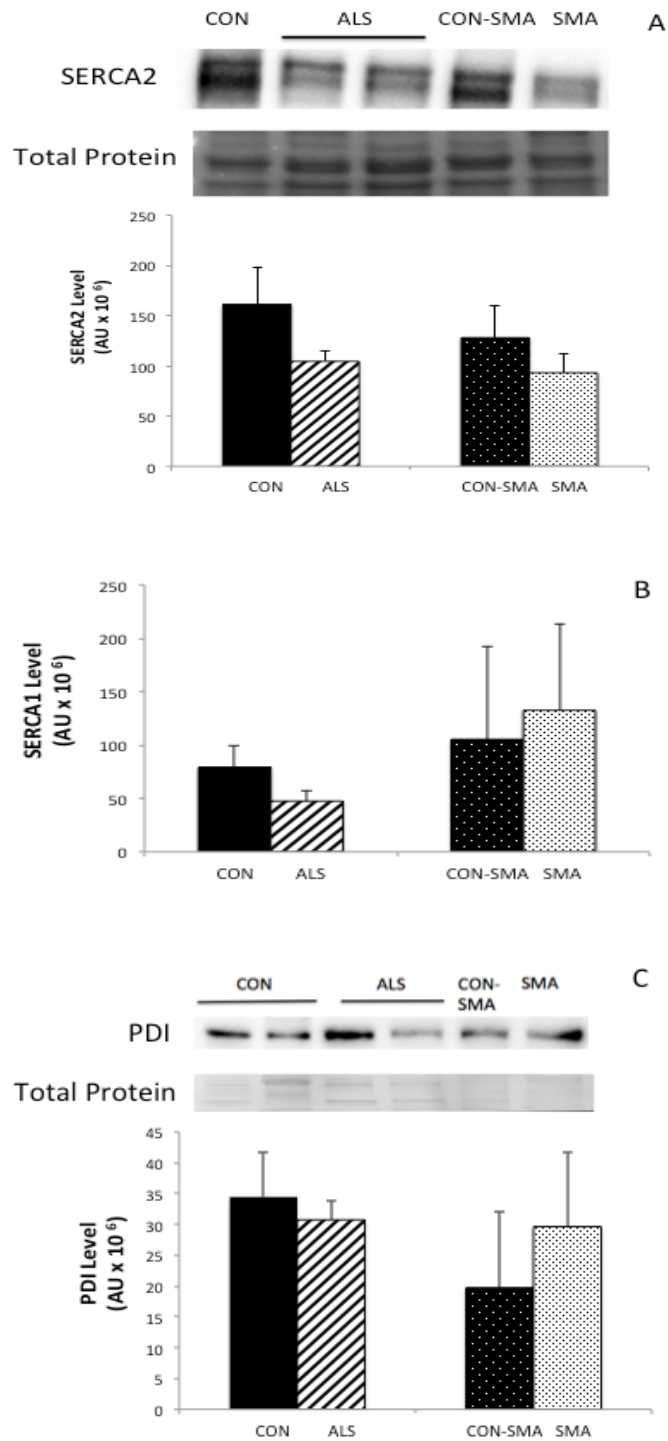 CON ALS CON-SMA SMA A
SERCA2
Total Protein
250
200
150
100
50
0
SERCA2 Level
(AU x 10 6)
CON ALS CON-SMA SMA
B
250
200
150
100
50
0
SERCA1 Level
(AU x 10 6)
CON ALS CON-SMA SMA
C
CON ALS CON- SMA
SMA
PDI
Total Protein
45
40
35
30
25
20
15
10
5
0
PDI Level
(AU x 10 6)
CON ALS CON-SMA SMA